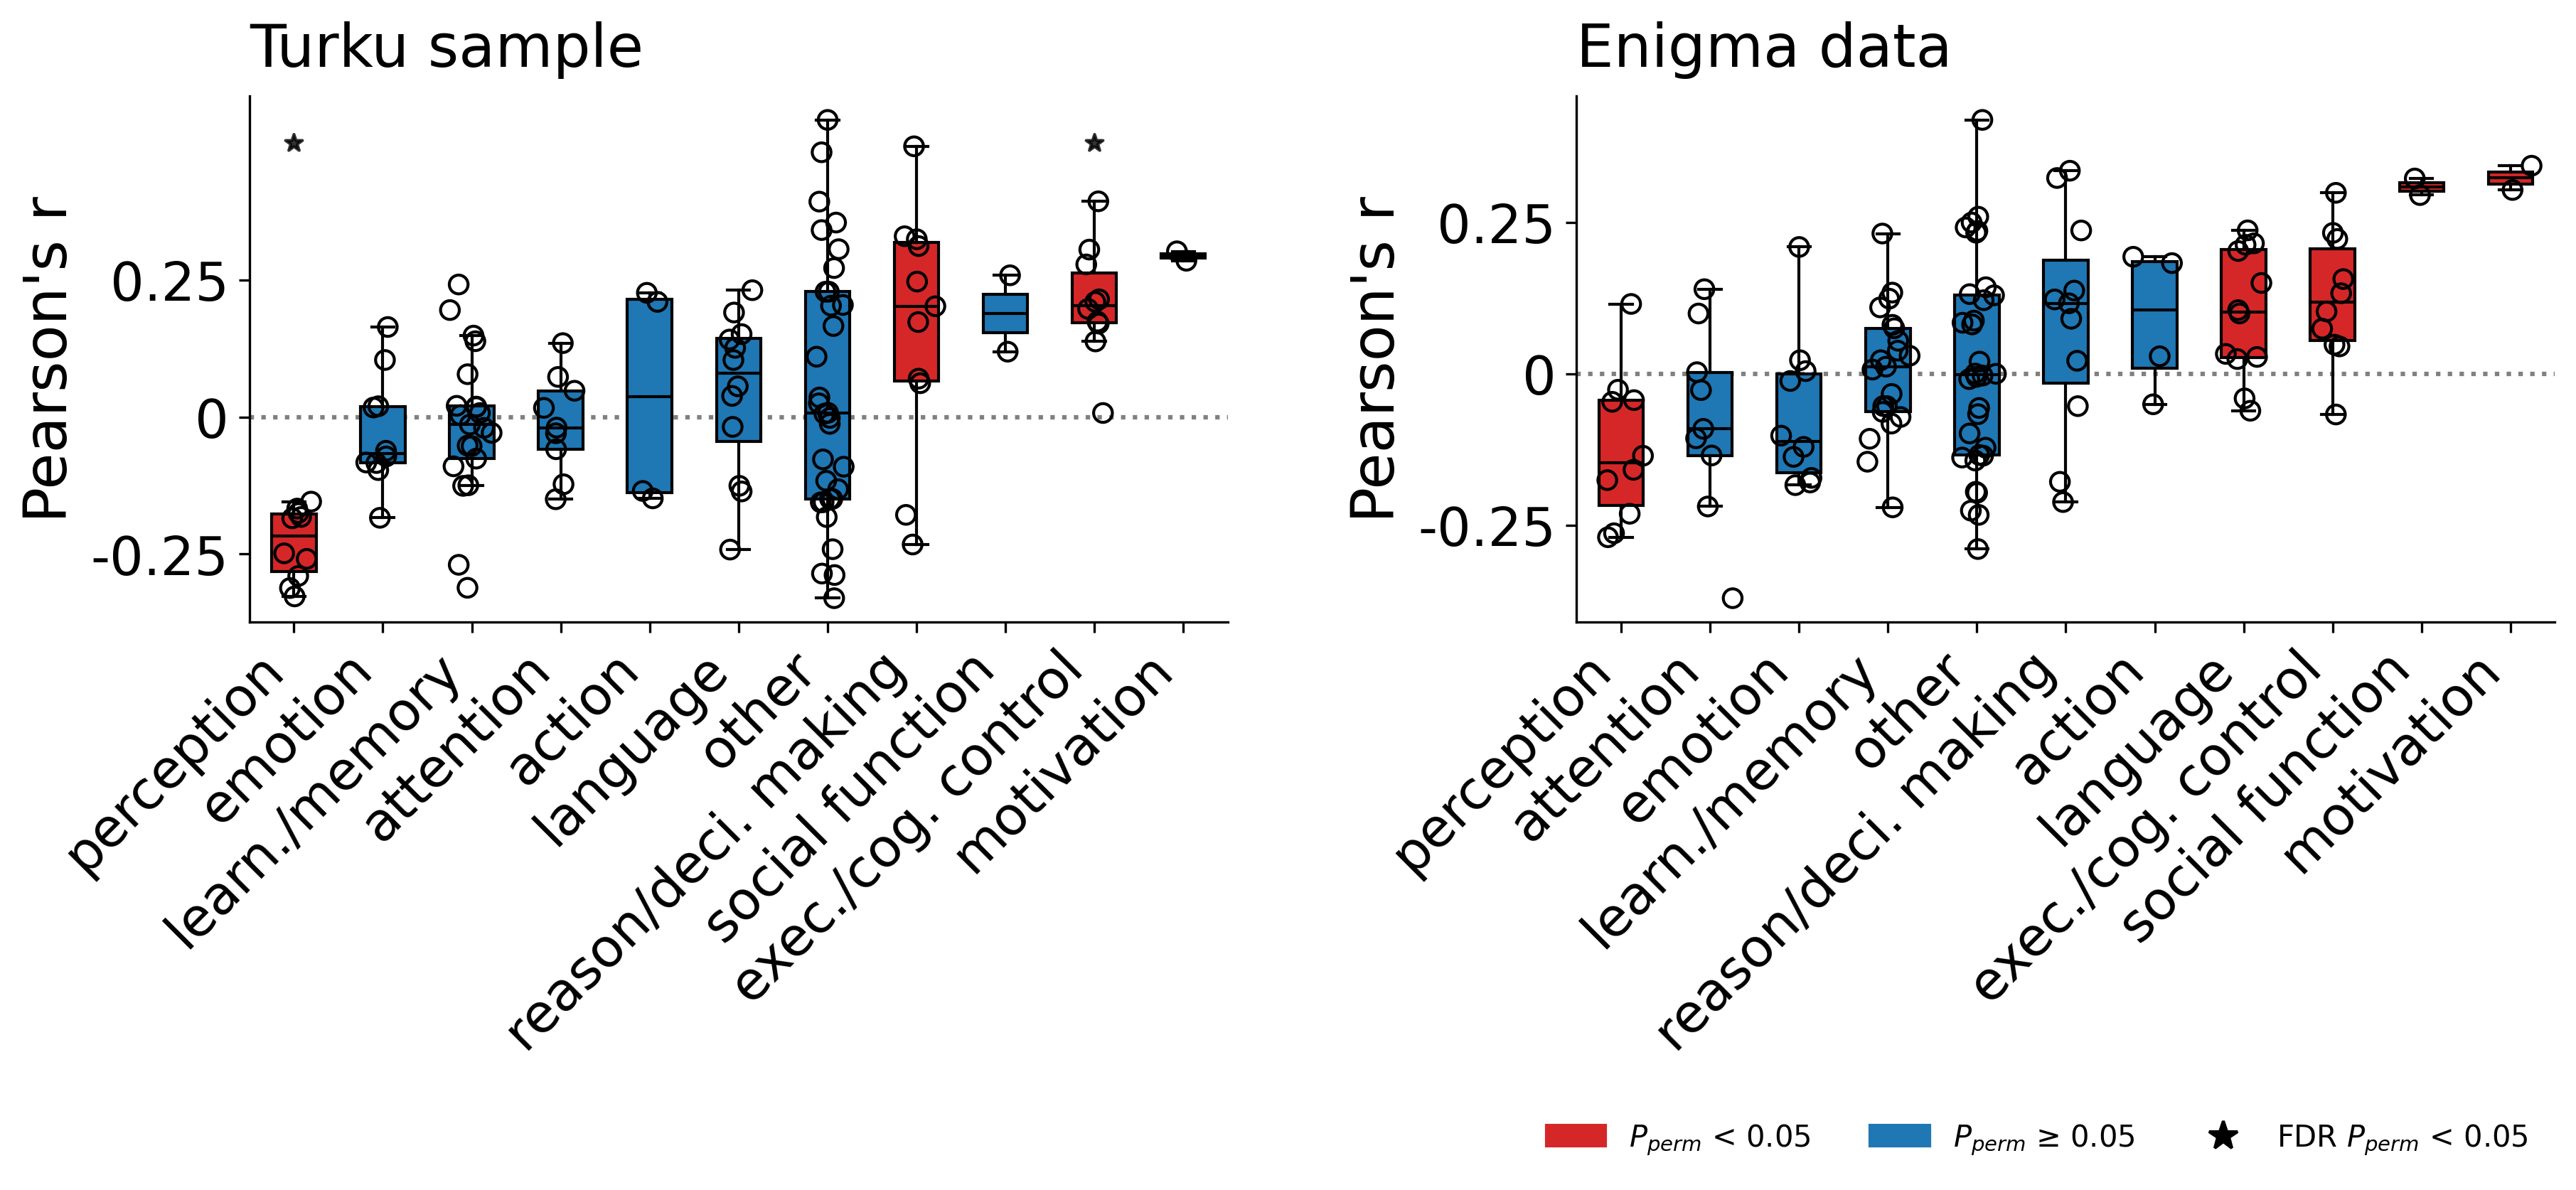 Turku sample
Pearson's r
0.25
0
-0.25
perception
emotion
learn./memory
attention
action
language
other
reason/deci. making
social function
exec./cog. control
motivation
Enigma data
Pearson's r
0.25
0
-0.25
perception
attention
emotion
learn./memory
other
reason/deci. making
action
language
exec./cog. control
social function
motivation
P_perm < 0.05
P_perm ≥ 0.05
FDR P_perm < 0.05